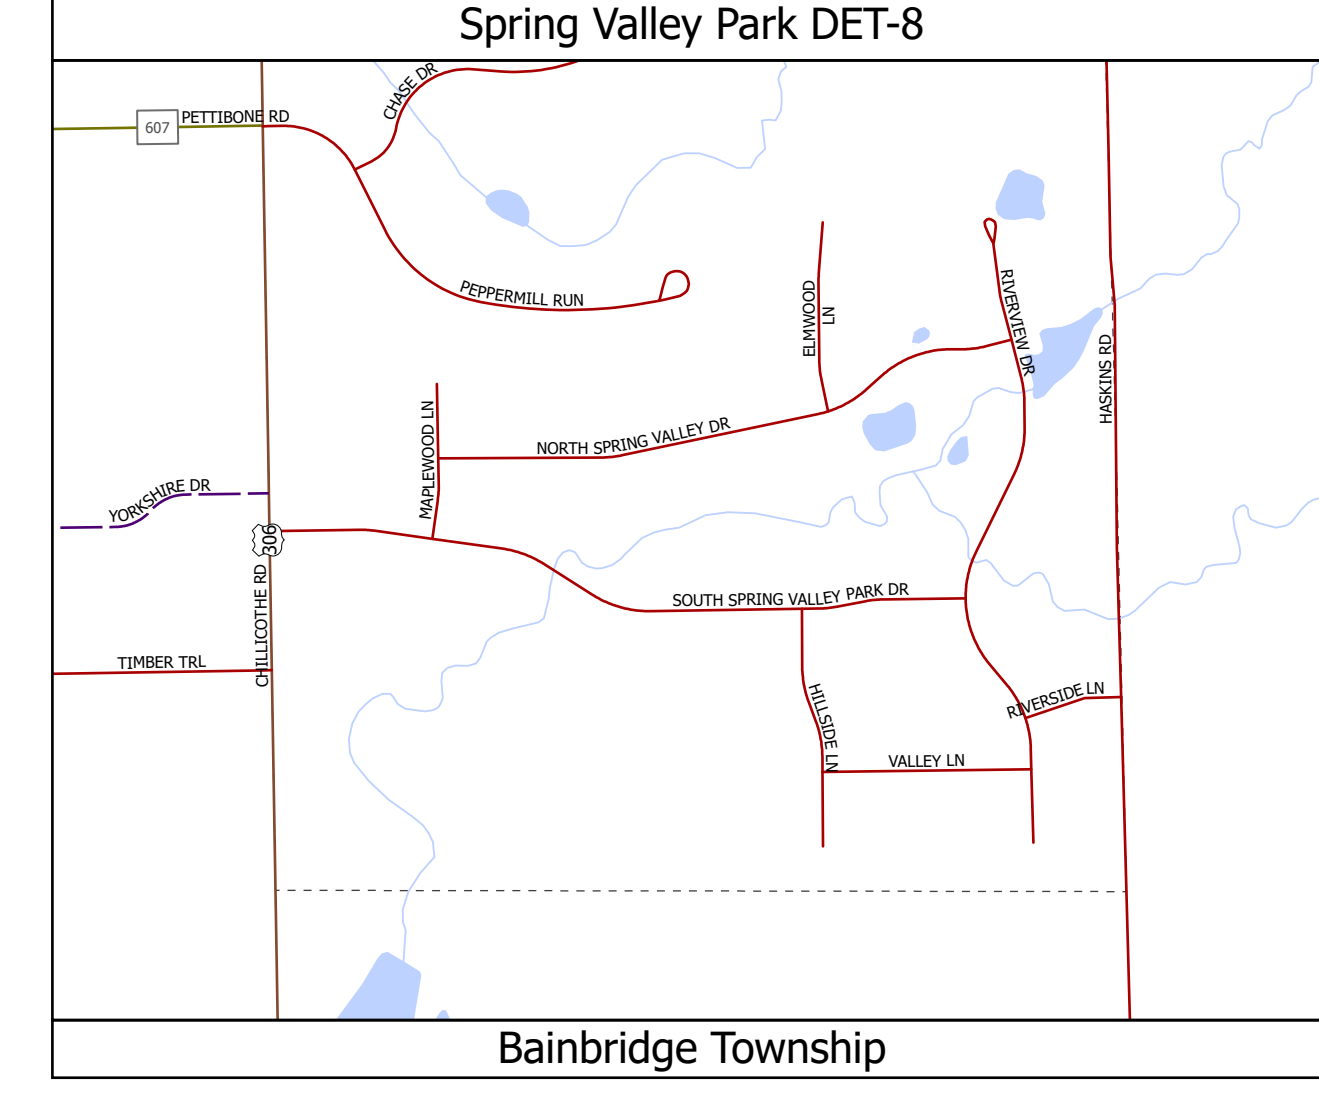 Spring Valley Park DET-8
CHASE DR
607
PETTIBONE RD
PEPPERMILL RUN
ELMWOOD
LN
RIVERVIEW DR
HASKINS RD
MAPLEWOOD LN
NORTH SPRING VALLEY DR
YORKSHIRE DR
306
CHILLICOTHE RD
SOUTH SPRING VALLEY PARK DR
TIMBER TRL
HILLSIDE LN
RIVERSIDE LN
VALLEY LN
Bainbridge Township